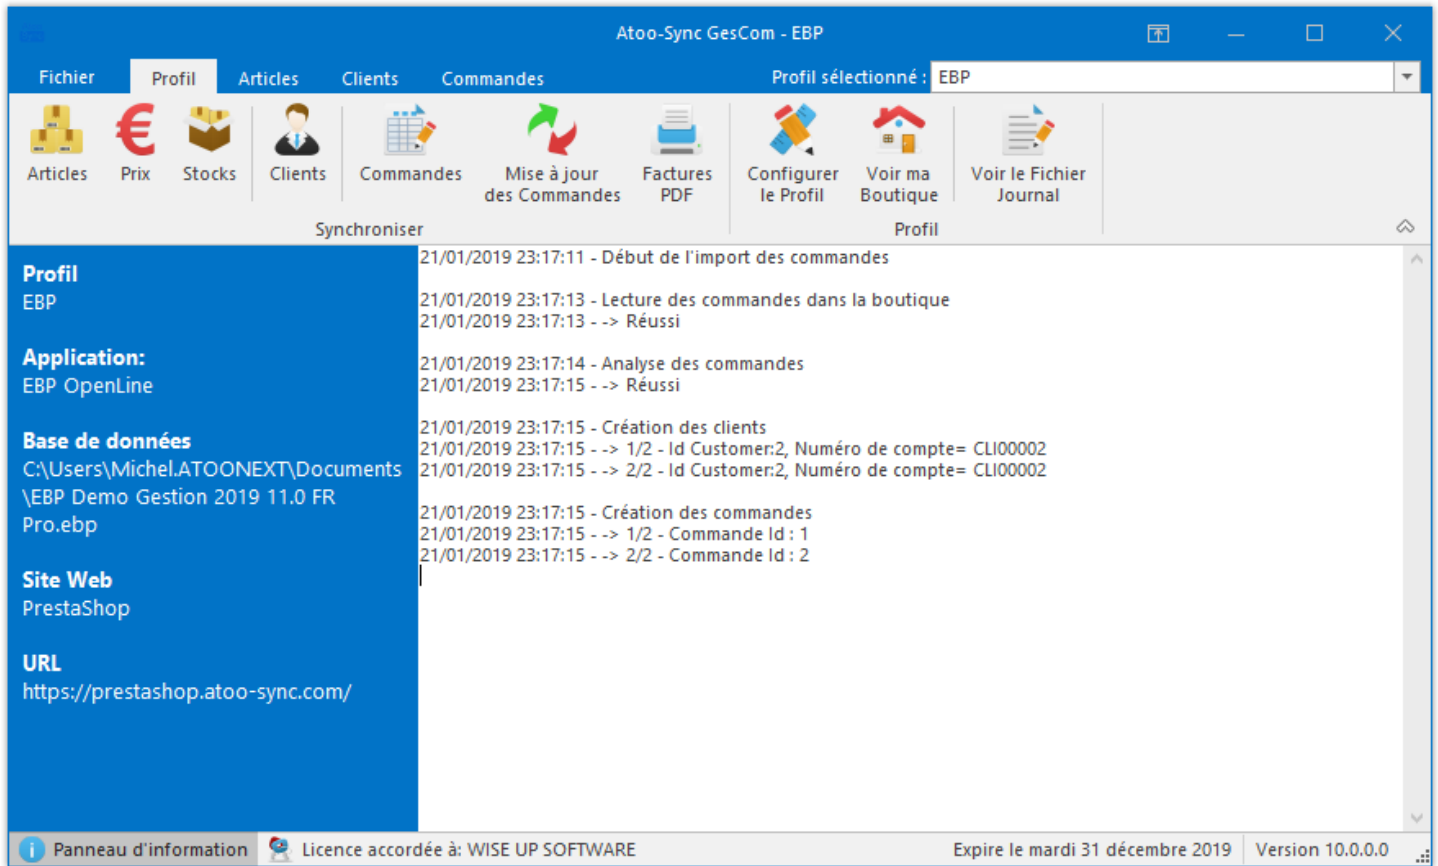 Atoo-Sync GesCom - EBP
Fichier Profil Articles Clients Commandes Profil sélectionné : EBP
Articles Prix Stocks Clients Commandes Mise à jour des Commandes Factures PDF Configurer le Profil Voir ma Boutique Voir le Fichier Journal
Synchroniser Profil
Profil
EBP
Application:
EBP OpenLine
Base de données
C:\Users\Michel.ATOONEXT\Documents
\EBP Demo Gestion 2019 11.0 FR
Pro.ebp
Site Web
PrestaShop
URL
https://prestashop.atoo-sync.com/
21/01/2019 23:17:11 - Début de l'import des commandes
21/01/2019 23:17:13 - Lecture des commandes dans la boutique
21/01/2019 23:17:13 - --> Réussi
21/01/2019 23:17:14 - Analyse des commandes
21/01/2019 23:17:15 - --> Réussi
21/01/2019 23:17:15 - Création des clients
21/01/2019 23:17:15 - --> 1/2 - Id Customer:2, Numéro de compte= CLI00002
21/01/2019 23:17:15 - --> 2/2 - Id Customer:2, Numéro de compte= CLI00002
21/01/2019 23:17:15 - Création des commandes
21/01/2019 23:17:15 - --> 1/2 - Commande Id : 1
21/01/2019 23:17:15 - --> 2/2 - Commande Id : 2
Panneau d'information Licence accordée à: WISE UP SOFTWARE Expire le mardi 31 décembre 2019 Version 10.0.0.0